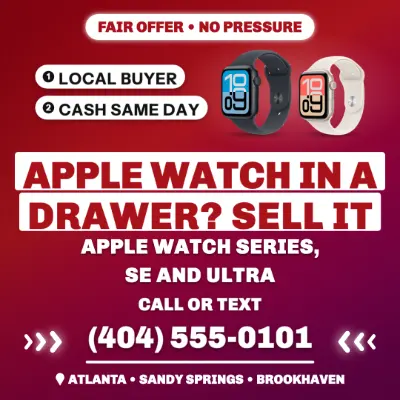 FAIR OFFER • NO PRESSURE
1 LOCAL BUYER
2 CASH SAME DAY
APPLE WATCH IN A
DRAWER? SELL IT
APPLE WATCH SERIES,
SE AND ULTRA
CALL OR TEXT
(404) 555-0101
ATLANTA • SANDY SPRINGS • BROOKHAVEN